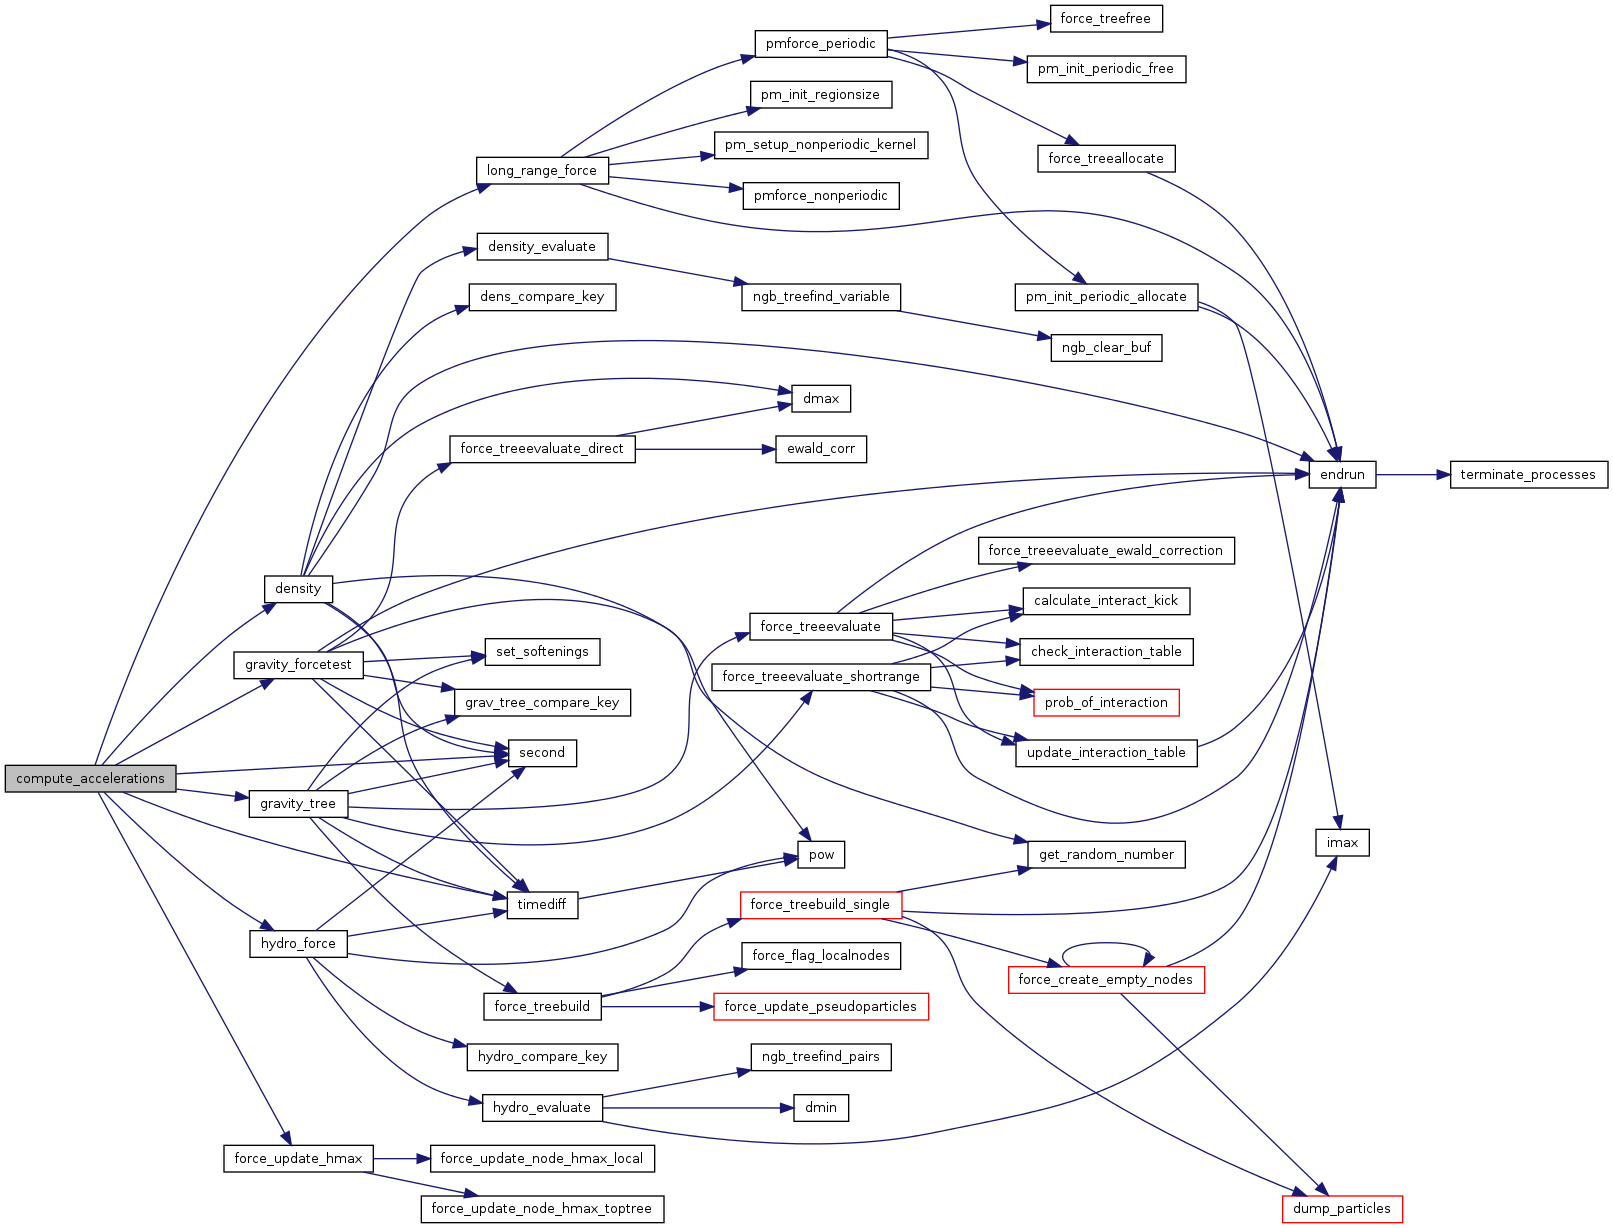 force_treefree
pmforce_periodic
pm_init_periodic_free
pm_init_regionsize
pm_setup_nonperiodic_kernel
force_treeallocate
long_range_force
pmforce_nonperiodic
density_evaluate
dens_compare_key
ngb_treefind_variable
pm_init_periodic_allocate
ngb_clear_buf
dmax
force_treeevaluate_direct
ewald_corr
endrun
terminate_processes
force_treeevaluate_ewald_correction
density
calculate_interact_kick
force_treeevaluate
set_softenings
check_interaction_table
gravity_forcetest
force_treeevaluate_shortrange
grav_tree_compare_key
prob_of_interaction
second
update_interaction_table
compute_accelerations
gravity_tree
imax
pow
get_random_number
timediff
force_treebuild_single
hydro_force
force_flag_localnodes
force_create_empty_nodes
force_treebuild
force_update_pseudoparticles
hydro_compare_key
ngb_treefind_pairs
hydro_evaluate
dmin
force_update_hmax
force_update_node_hmax_local
force_update_node_hmax_toptree
dump_particles